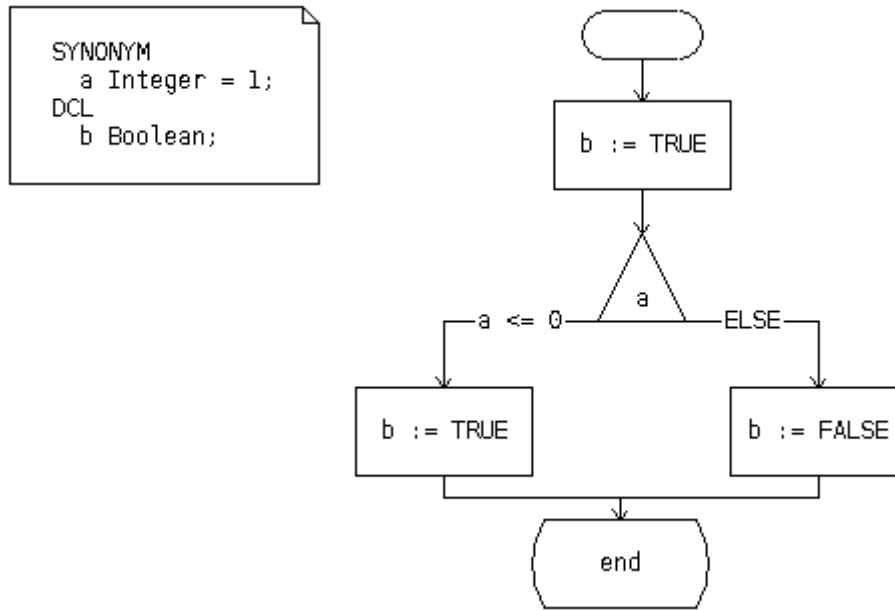 SYNONYM
a Integer = 1;
DCL
b Boolean;
b := TRUE
a
a <= 0
ELSE
b := TRUE
b := FALSE
end